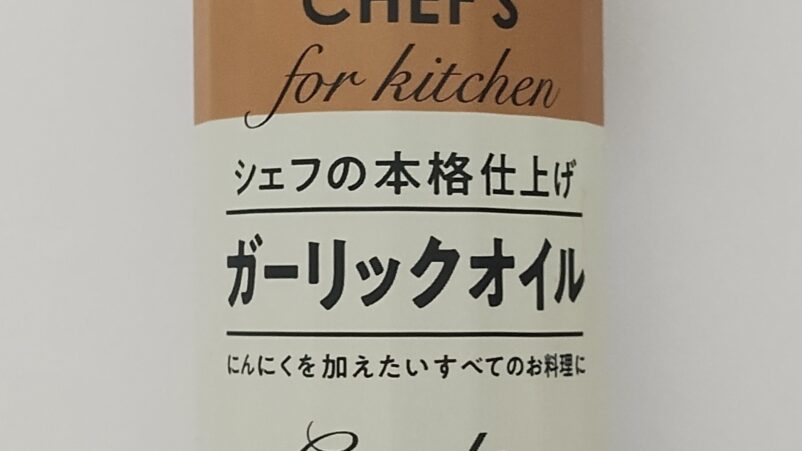 CHEF'S
for kitchen
シェフの本格仕上げ
ガーリックオイル
にんにくを加えたいすべてのお料理に